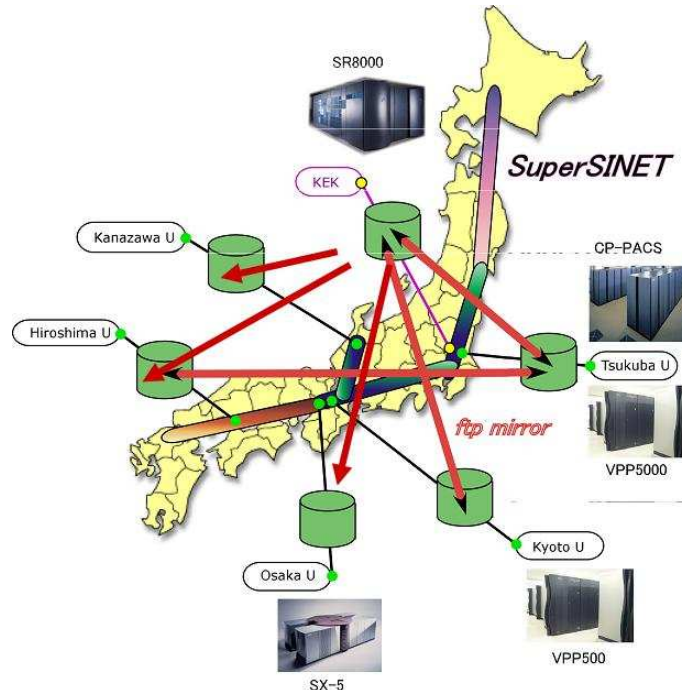 SR8000
SuperSINET
KEK
Kanazawa U
CP-PACS
Hiroshima U
Tsukuba U
ftp mirror
VPP5000
Kyoto U
Osaka U
VPP500
SX-5